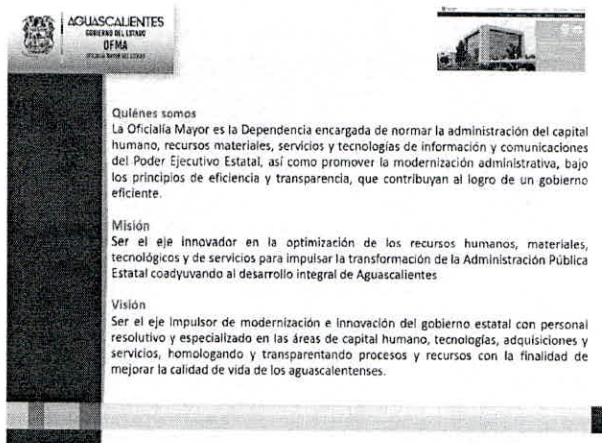 AGUASCALIENTES
GOBIERNO DEL ESTADO
OFMA
OFICIALÍA MAYOR DEL ESTADO
Quiénes somos
La Oficialía Mayor es la Dependencia encargada de normar la administración del capital
humano, recursos materiales, servicios y tecnologías de información y comunicaciones
del Poder Ejecutivo Estatal, así como promover la modernización administrativa, bajo
los principios de eficiencia y transparencia, que contribuyan al logro de un gobierno
eficiente.
Misión
Ser el eje innovador en la optimización de los recursos humanos, materiales,
tecnológicos y de servicios para impulsar la transformación de la Administración Pública
Estatal coadyuvando al desarrollo integral de Aguascalientes
Visión
Ser el eje impulsor de modernización e innovación del gobierno estatal con personal
resolutivo y especializado en las áreas de capital humano, tecnologías, adquisiciones y
servicios, homologando y transparentando procesos y recursos con la finalidad de
mejorar la calidad de vida de los aguascalentenses.